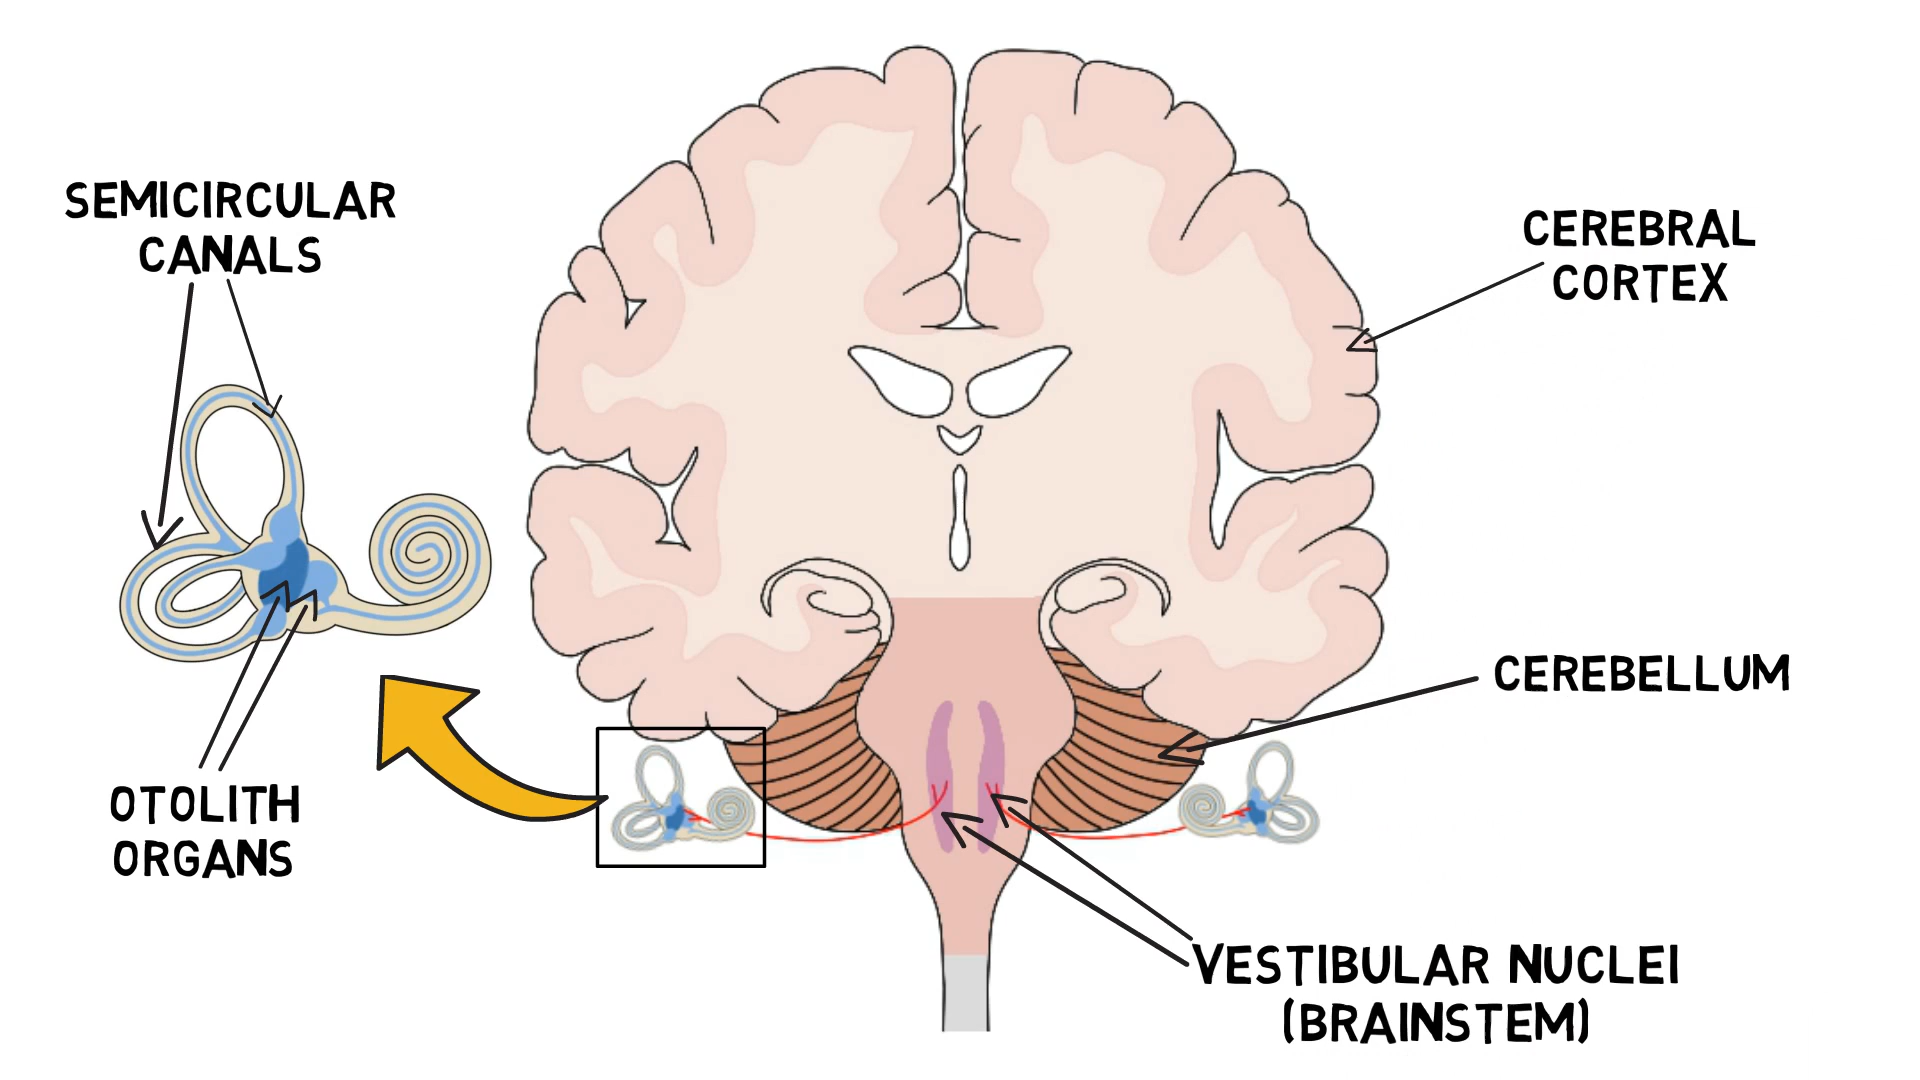 SEMICIRCULAR
CANALS
CEREBRAL
CORTEX
CEREBELLUM
OTOLITH
ORGANS
VESTIBULAR NUCLEI
(BRAINSTEM)